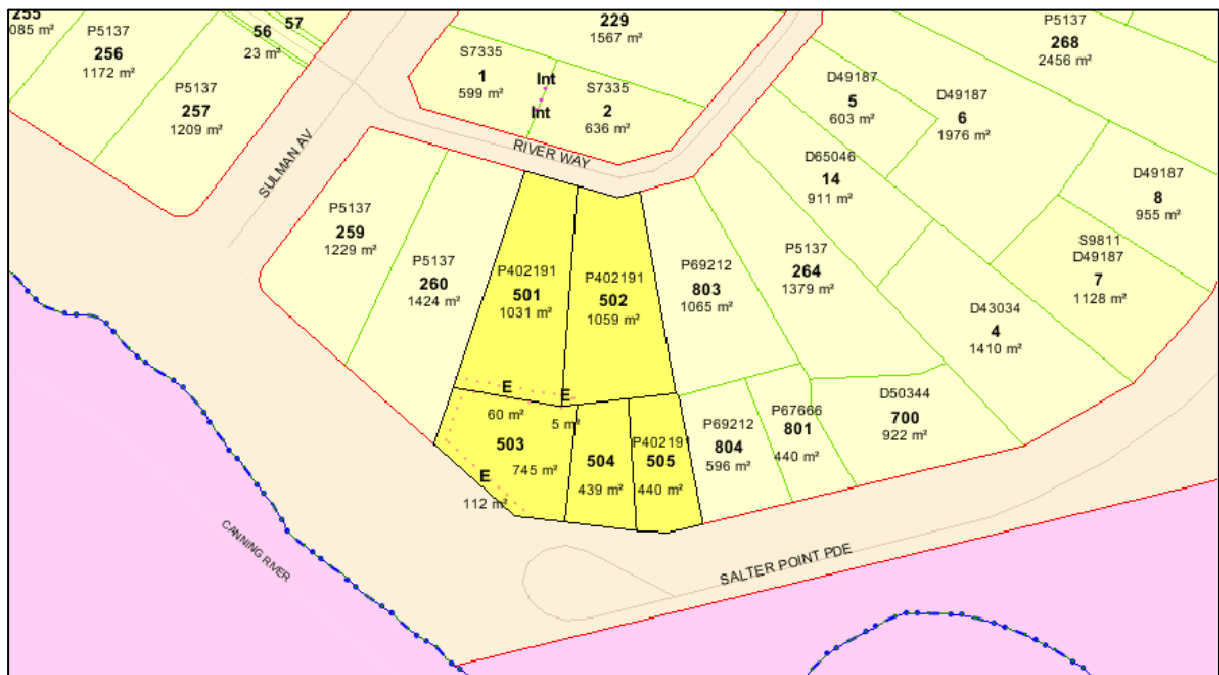 255
085 m²
P5137
256
1172 m²
56
23 m²
57
P5137
257
1209 m²
SULMAN AV
229
1567 m²
S7335
1
599 m²
Int
Int
S7335
2
636 m²
RIVER WAY
P5137
268
2456 m²
D49187
5
603 m²
D49187
6
1976 m²
D65046
14
911 m²
D49187
8
955 m²
S9811
D49187
7
1128 m²
P5137
259
1229 m²
P5137
260
1424 m²
P402191
501
1031 m²
P402191
502
1059 m²
P69212
803
1065 m²
P5137
264
1379 m²
D43034
4
1410 m²
E
E
60 m²
5 m²
503
745 m²
E
112 m²
504
439 m²
P402191
505
440 m²
P69212
804
596 m²
P67666
801
440 m²
D50344
700
922 m²
CANNING RIVER
SALTER POINT PDE